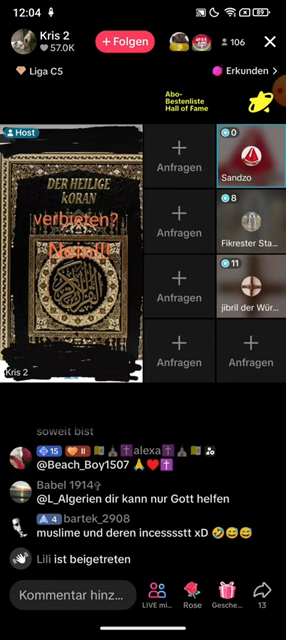 12:04
89
Kris 2
57.0K
+ Folgen
106
Liga C5
Erkunden >
Abo-
Bestenliste
Hall of Fame
Host
DER HEILIGE
KORAN
verbieten?
Nein!!
Kris 2
Anfragen
0
Sandzo
Anfragen
8
Fikrester Sta...
Anfragen
11
jibril der Wür...
Anfragen
Anfragen
soweit bist
15
II
alexa
@Beach_Boy1507 🙏❤️✝️
Babel 1914✞
@L_Algerien dir kann nur Gott helfen
4
bartek_2908
muslime und deren incesssstt xD 🤣😅😅
Lili ist beigetreten
Kommentar hinz...
LIVE mi...
Rose
Gesche...
13